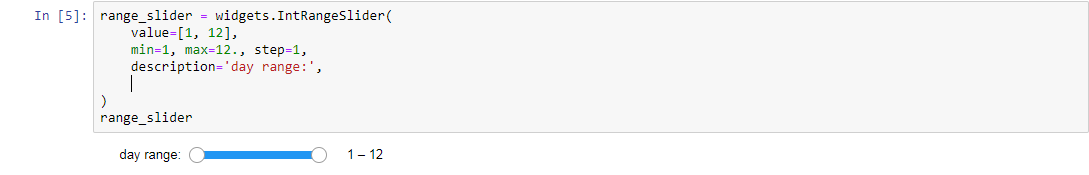 In [5]: range_slider = widgets.IntRangeSlider(
    value=[1, 12],
    min=1, max=12., step=1,
    description='day range:',
)
range_slider
day range: 1 – 12